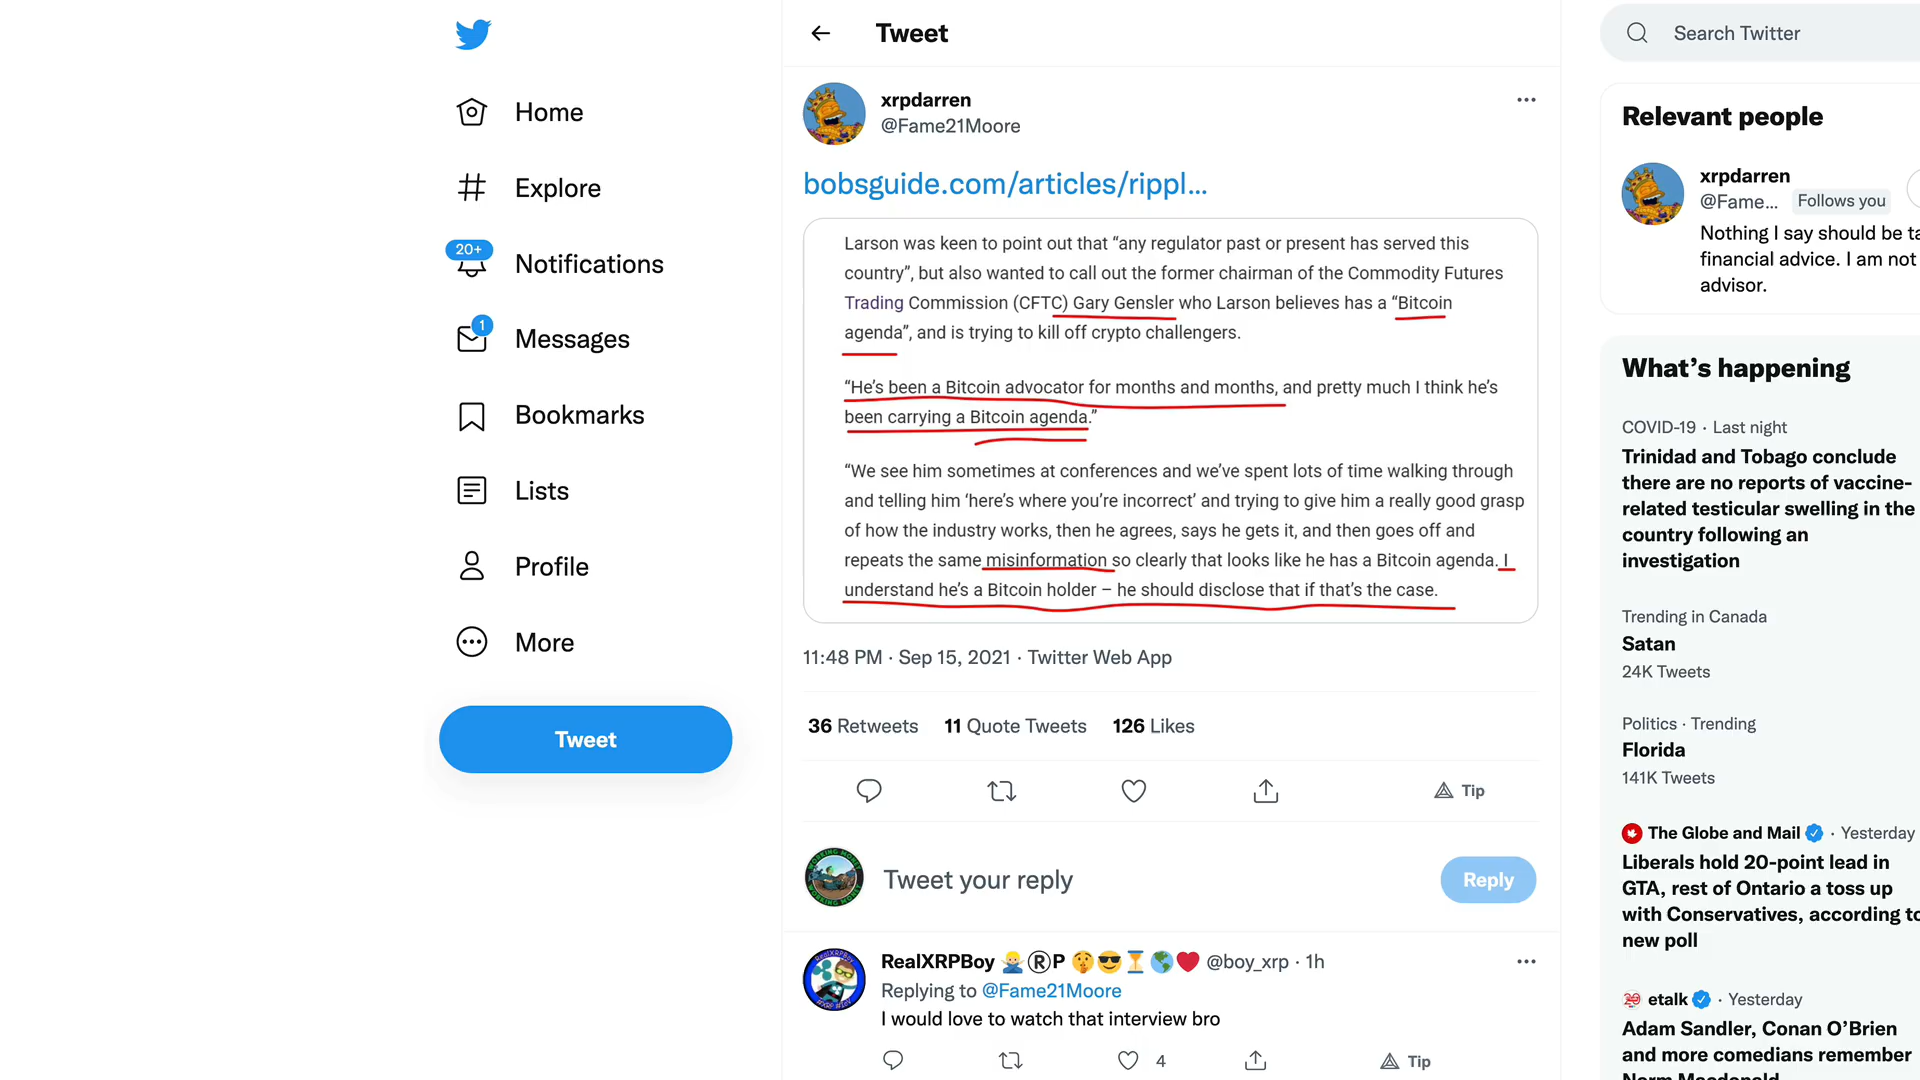 Home
Explore
20+
Notifications
1
Messages
Bookmarks
Lists
Profile
More
Tweet
Tweet
xrpdarren
@Fame21Moore
bobsguide.com/articles/rippl...
Larson was keen to point out that “any regulator past or present has served this
country”, but also wanted to call out the former chairman of the Commodity Futures
Trading Commission (CFTC) Gary Gensler who Larson believes has a “Bitcoin
agenda”, and is trying to kill off crypto challengers.
“He’s been a Bitcoin advocator for months and months, and pretty much I think he’s
been carrying a Bitcoin agenda.”
“We see him sometimes at conferences and we’ve spent lots of time walking through
and telling him ‘here’s where you’re incorrect’ and trying to give him a really good grasp
of how the industry works, then he agrees, says he gets it, and then goes off and
repeats the same misinformation so clearly that looks like he has a Bitcoin agenda. I
understand he’s a Bitcoin holder – he should disclose that if that’s the case.
11:48 PM · Sep 15, 2021 · Twitter Web App
36 Retweets 11 Quote Tweets 126 Likes
Tip
Tweet your reply
Reply
RealXRPBoy ®P @boy_xrp · 1h
Replying to @Fame21Moore
I would love to watch that interview bro
4
Tip
Search Twitter
Relevant people
xrpdarren
@Fame... Follows you
Nothing I say should be ta
financial advice. I am not
advisor.
What’s happening
COVID-19 · Last night
Trinidad and Tobago conclude
there are no reports of vaccine-
related testicular swelling in the
country following an
investigation
Trending in Canada
Satan
24K Tweets
Politics · Trending
Florida
141K Tweets
The Globe and Mail · Yesterday
Liberals hold 20-point lead in
GTA, rest of Ontario a toss up
with Conservatives, according to
new poll
etalk · Yesterday
Adam Sandler, Conan O’Brien
and more comedians remember
Norm Macdonald